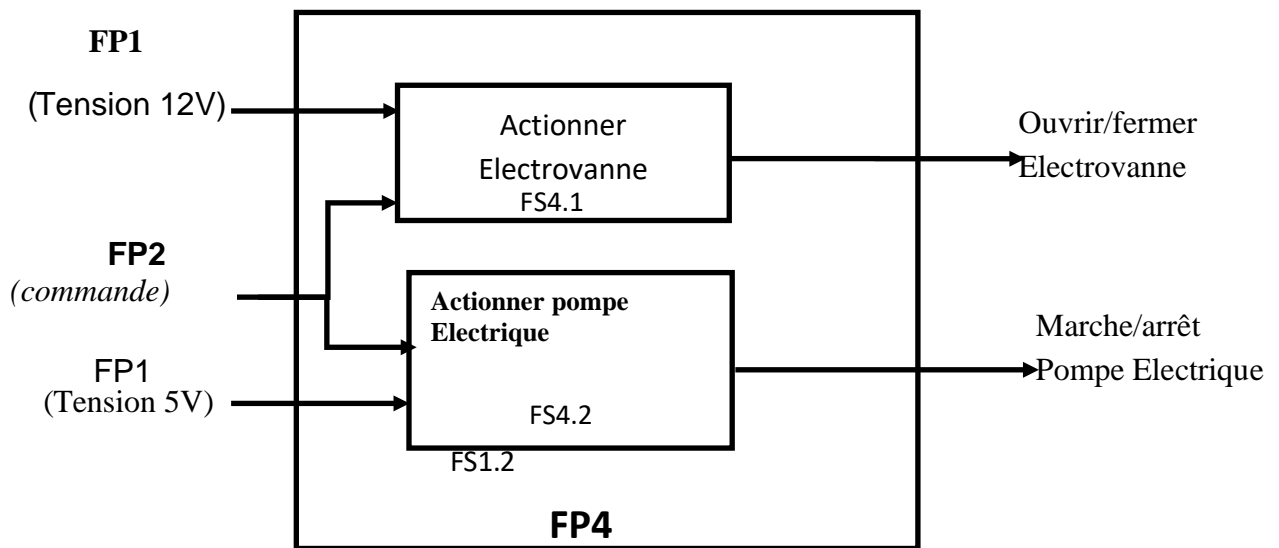 FP1
(Tension 12V)
Actionner
Electrovanne
FS4.1
Ouvrir/fermer
Electrovanne
FP2
(commande)
Actionner pompe
Electrique
FS4.2
Marche/arrêt
Pompe Electrique
FP1
(Tension 5V)
FS1.2
FP4